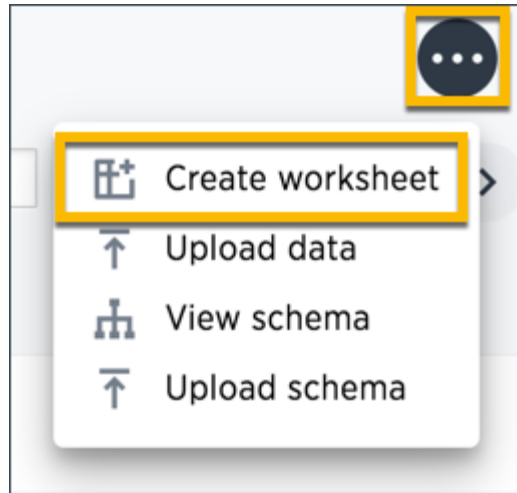 Create worksheet
Upload data
View schema
Upload schema